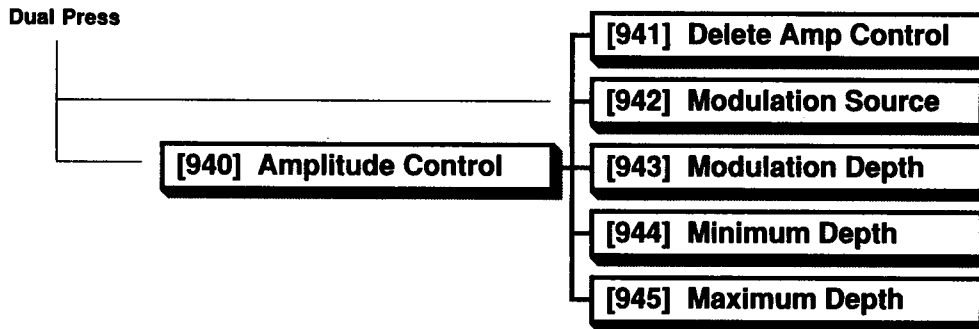 Dual Press
[941] Delete Amp Control
[942] Modulation Source
[940] Amplitude Control
[943] Modulation Depth
[944] Minimum Depth
[945] Maximum Depth